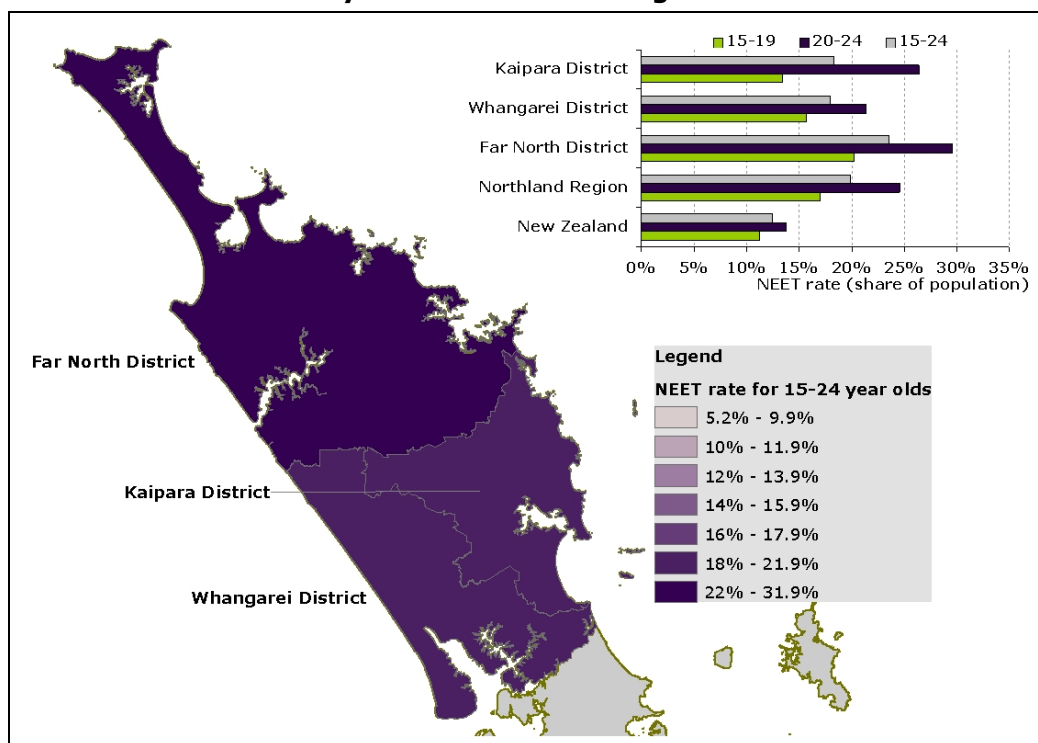 15-19 20-24 15-24
Kaipara District
Whangarei District
Far North District
Northland Region
New Zealand
0% 5% 10% 15% 20% 25% 30% 35%
NEET rate (share of population)
Far North District
Kaipara District
Whangarei District
Legend
NEET rate for 15-24 year olds
5.2% - 9.9%
10% - 11.9%
12% - 13.9%
14% - 15.9%
16% - 17.9%
18% - 21.9%
22% - 31.9%